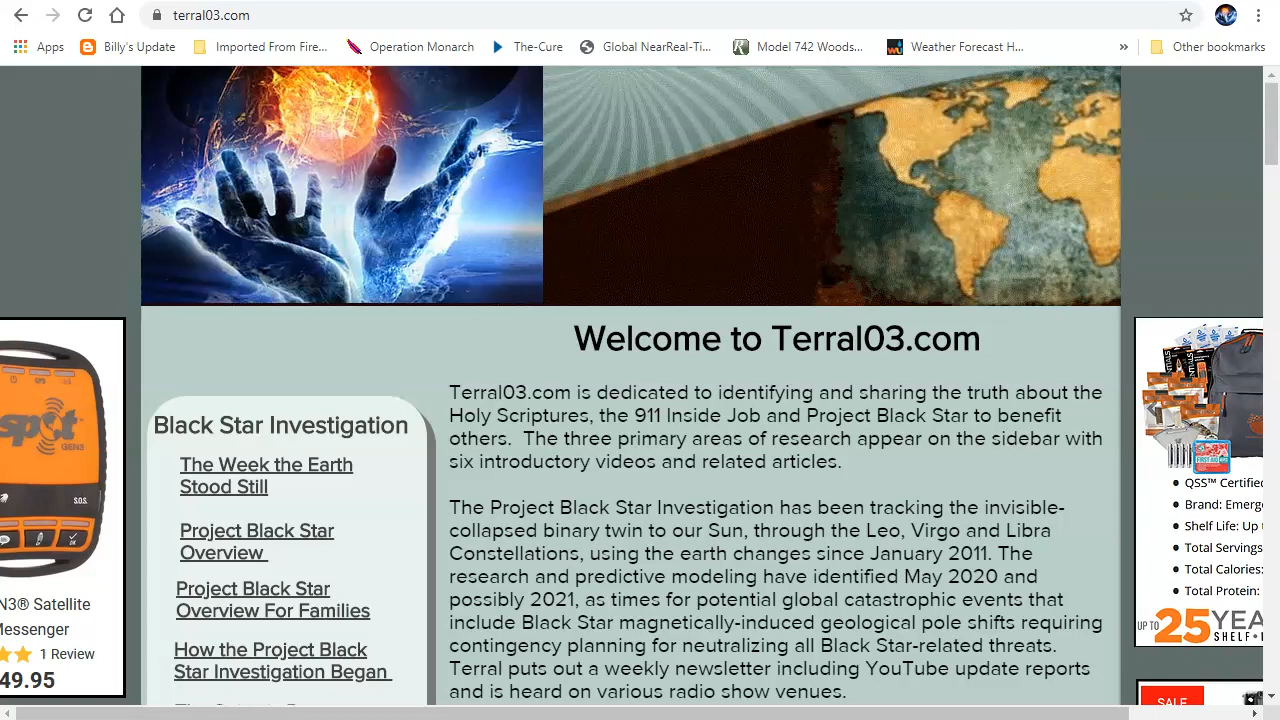 terral03.com
Apps
Billy's Update
Imported From Fire...
Operation Monarch
The-Cure
Global NearReal-Ti...
Model 742 Woods...
Weather Forecast H...
»
Other bookmarks
Welcome to Terral03.com
Terral03.com is dedicated to identifying and sharing the truth about the
Holy Scriptures, the 911 Inside Job and Project Black Star to benefit
others.  The three primary areas of research appear on the sidebar with
six introductory videos and related articles.
The Project Black Star Investigation has been tracking the invisible-
collapsed binary twin to our Sun, through the Leo, Virgo and Libra
Constellations, using the earth changes since January 2011. The
research and predictive modeling have identified May 2020 and
possibly 2021, as times for potential global catastrophic events that
include Black Star magnetically-induced geological pole shifts requiring
contingency planning for neutralizing all Black Star-related threats.
Terral puts out a weekly newsletter including YouTube update reports
and is heard on various radio show venues.
Black Star Investigation
The Week the Earth
Stood Still
Project Black Star
Overview
Project Black Star
Overview For Families
How the Project Black
Star Investigation Began
spot
GEN3
S.O.S.
N3® Satellite
Messenger
1 Review
49.95
FIRST AID
QSS™ Certifie
Brand: Emerg
Shelf Life: Up
Total Servings
Total Calories:
Total Protein:
UP TO 25 YEA
SHELF-L
SALE